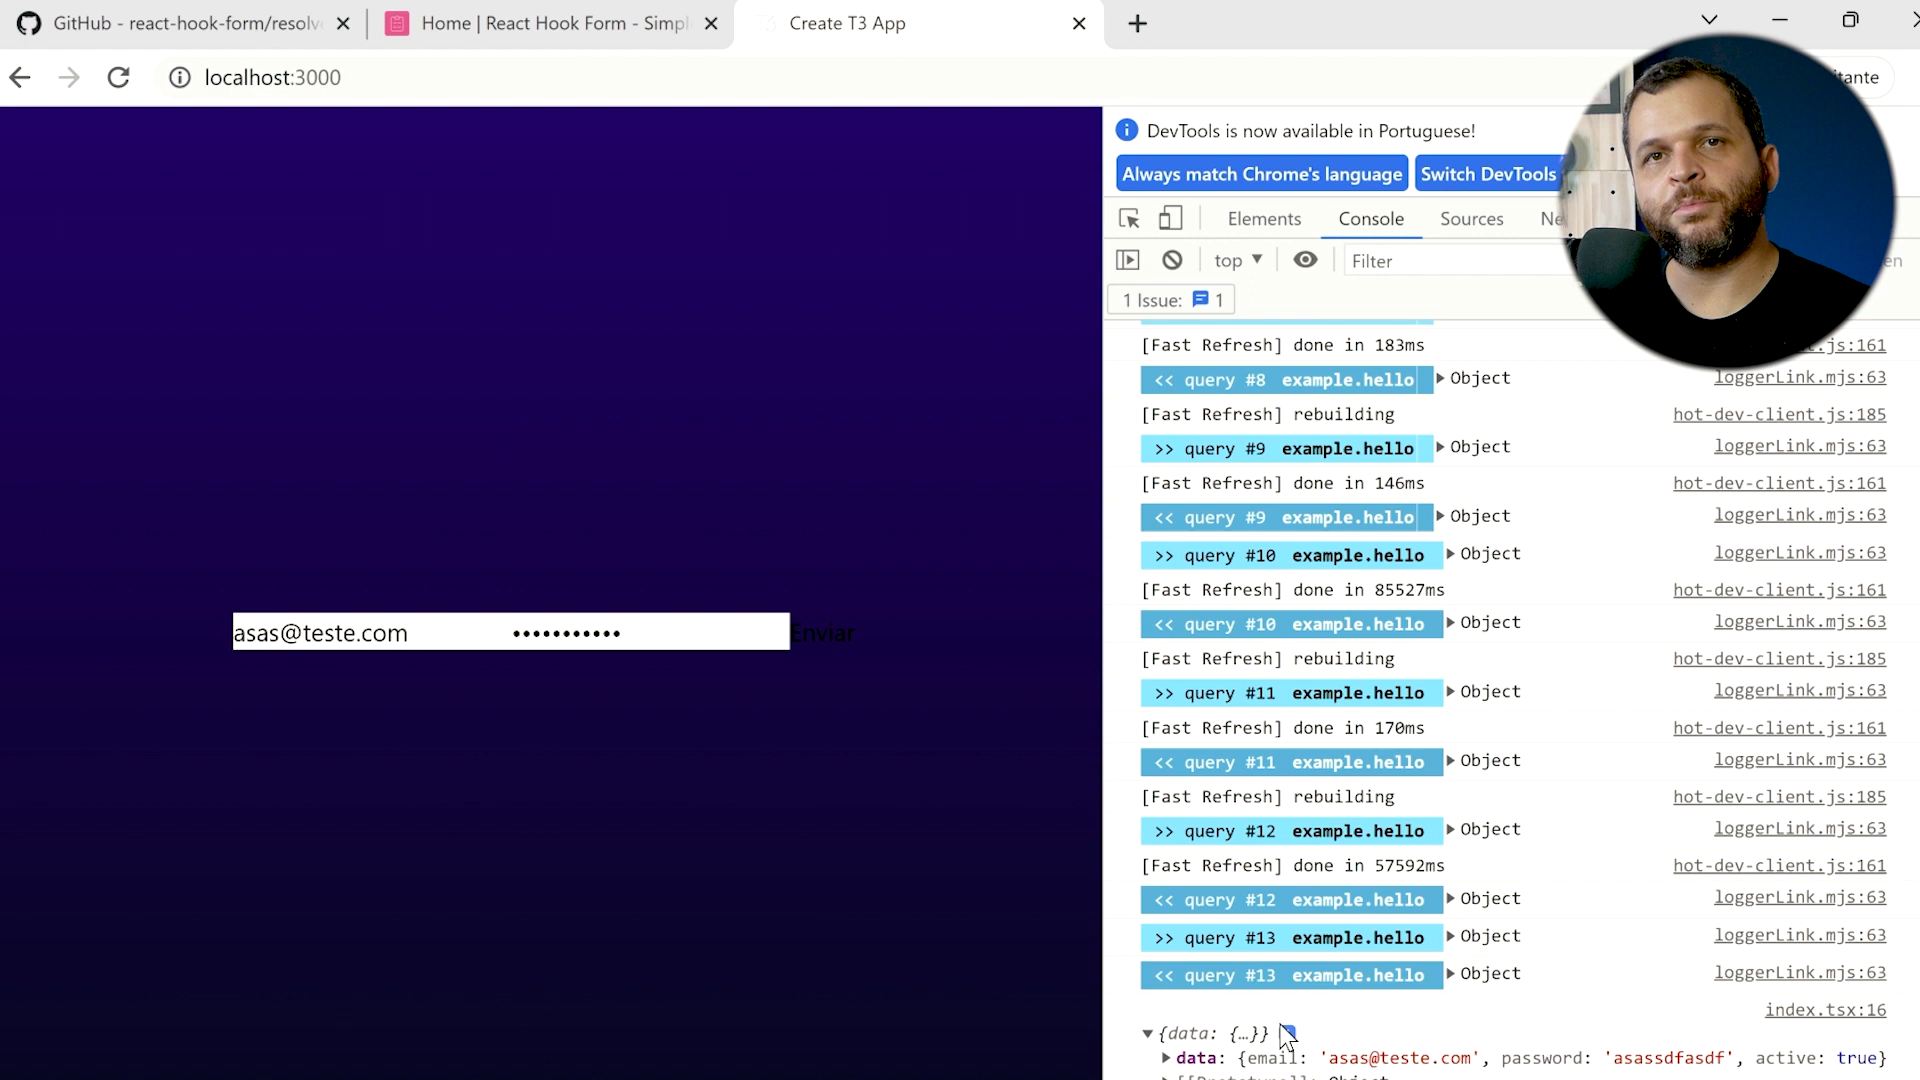 GitHub - react-hook-form/resolv
Home | React Hook Form - Simpl
Create T3 App
localhost:3000
itante
DevTools is now available in Portuguese!
Always match Chrome's language
Switch DevTools
Elements
Console
Sources
Ne
top
Filter
en
1 Issue: 1
[Fast Refresh] done in 183ms t.js:161
<< query #8 example.hello Object loggerLink.mjs:63
[Fast Refresh] rebuilding hot-dev-client.js:185
>> query #9 example.hello Object loggerLink.mjs:63
[Fast Refresh] done in 146ms hot-dev-client.js:161
<< query #9 example.hello Object loggerLink.mjs:63
>> query #10 example.hello Object loggerLink.mjs:63
[Fast Refresh] done in 85527ms hot-dev-client.js:161
<< query #10 example.hello Object loggerLink.mjs:63
[Fast Refresh] rebuilding hot-dev-client.js:185
>> query #11 example.hello Object loggerLink.mjs:63
[Fast Refresh] done in 170ms hot-dev-client.js:161
<< query #11 example.hello Object loggerLink.mjs:63
[Fast Refresh] rebuilding hot-dev-client.js:185
>> query #12 example.hello Object loggerLink.mjs:63
[Fast Refresh] done in 57592ms hot-dev-client.js:161
<< query #12 example.hello Object loggerLink.mjs:63
>> query #13 example.hello Object loggerLink.mjs:63
<< query #13 example.hello Object loggerLink.mjs:63
index.tsx:16
{data: {…}}
data: {email: 'asas@teste.com', password: 'asassdfasdf', active: true}
[[Prototype]]: Object
asas@teste.com ••••••••••• Enviar